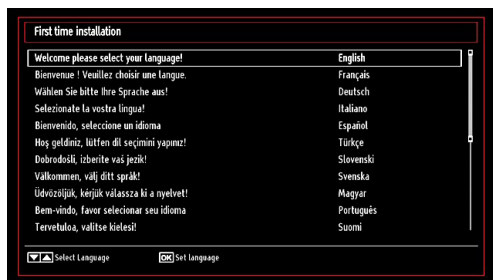 First time installation
Welcome please select your language! English
Bienvenue ! Veuillez choisir une langue. Français
Wählen Sie bitte Ihre Sprache aus! Deutsch
Selezionate la vostra lingua! Italiano
Bienvenido, seleccione un idioma Español
Hoş geldiniz, lütfen dil seçimini yapınız! Türkçe
Dobrodošli, izberite vaš jezik! Slovenski
Välkommen, välj ditt språk! Svenska
Üdvözöljük, kérjük válassza ki a nyelvet! Magyar
Bem-vindo, favor selecionar seu idioma Português
Tervetuloa, valitse kielesi! Suomi
Select Language OK Set language